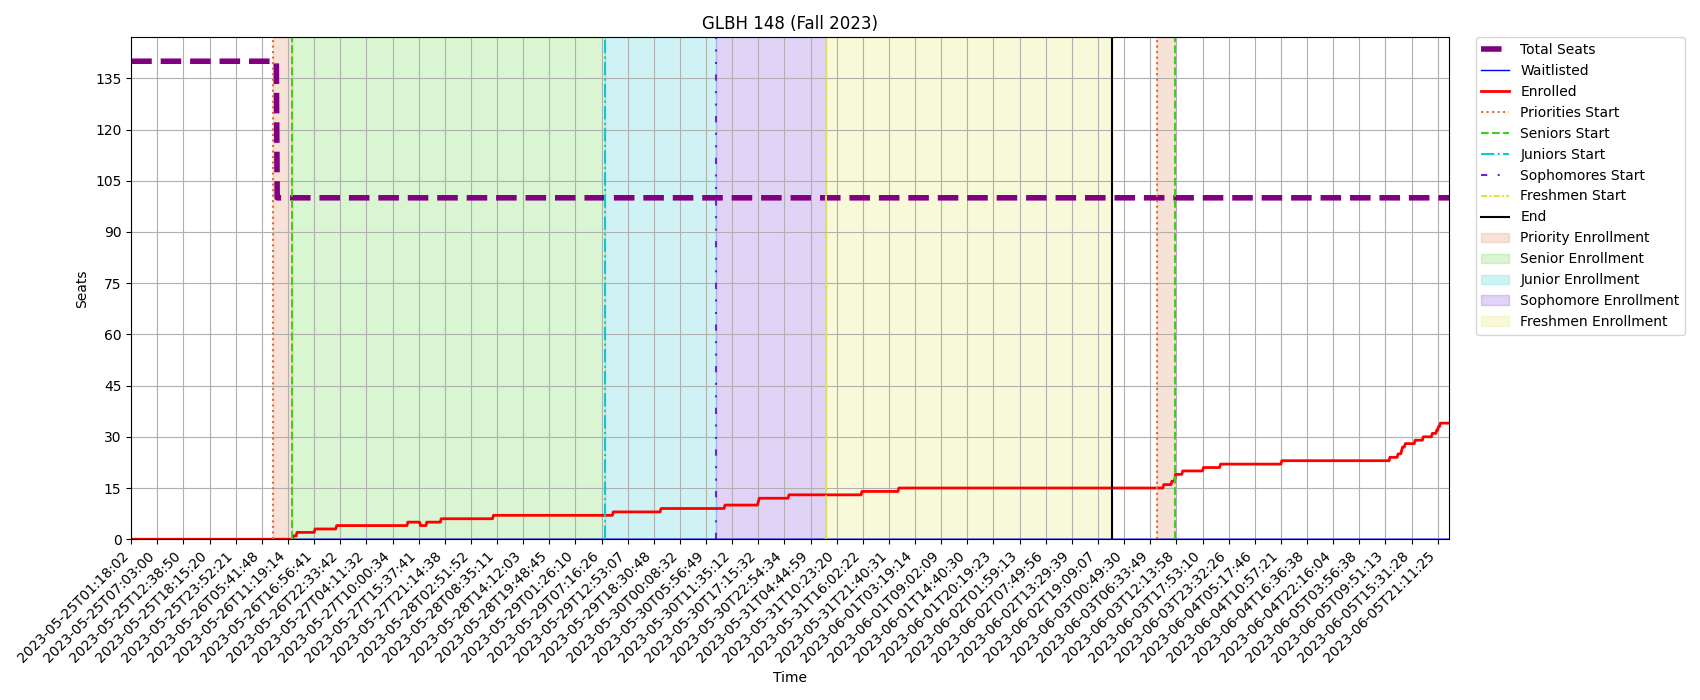 GLBH 148 (Fall 2023)
Seats
135
120
105
90
75
60
45
30
15
0
2023-05-25T01:18:02
2023-05-25T07:03:00
2023-05-25T12:38:50
2023-05-25T18:15:20
2023-05-25T23:52:21
2023-05-26T05:41:48
2023-05-26T11:19:14
2023-05-26T16:56:41
2023-05-26T22:33:42
2023-05-27T04:11:32
2023-05-27T10:00:34
2023-05-27T15:37:41
2023-05-27T21:14:38
2023-05-28T02:51:52
2023-05-28T08:35:11
2023-05-28T14:12:03
2023-05-28T19:48:45
2023-05-29T01:26:10
2023-05-29T07:16:26
2023-05-29T12:53:07
2023-05-29T18:30:48
2023-05-30T00:08:32
2023-05-30T05:56:49
2023-05-30T11:35:12
2023-05-30T17:15:32
2023-05-30T22:54:34
2023-05-31T04:44:59
2023-05-31T10:23:20
2023-05-31T16:02:22
2023-05-31T21:40:31
2023-06-01T03:19:14
2023-06-01T09:02:09
2023-06-01T14:40:30
2023-06-01T20:19:23
2023-06-02T01:59:13
2023-06-02T07:49:56
2023-06-02T13:29:39
2023-06-02T19:09:07
2023-06-03T00:49:30
2023-06-03T06:33:49
2023-06-03T12:13:58
2023-06-03T17:53:10
2023-06-03T23:32:26
2023-06-04T05:17:46
2023-06-04T10:57:21
2023-06-04T16:36:38
2023-06-04T22:16:04
2023-06-05T03:56:38
2023-06-05T09:51:13
2023-06-05T15:31:28
2023-06-05T21:11:25
Time
Total Seats
Waitlisted
Enrolled
Priorities Start
Seniors Start
Juniors Start
Sophomores Start
Freshmen Start
End
Priority Enrollment
Senior Enrollment
Junior Enrollment
Sophomore Enrollment
Freshmen Enrollment